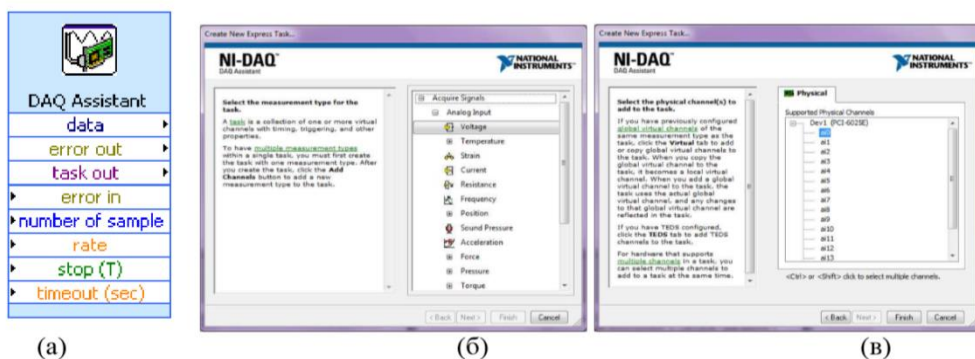 DAQ Assistant
data
error out
task out
error in
number of sample
rate
stop (T)
timeout (sec)
(а)
Create New Express Task...
NI-DAQ™
DAQ Assistant
NATIONAL
INSTRUMENTS™
Select the measurement type for the
task.
A task is a collection of one or more virtual
channels with timing, triggering, and other
properties.
To have multiple measurement types
within a single task, you must first create
the task with one measurement type. After
you create the task, click the Add
Channels button to add a new
measurement type to the task.
Acquire Signals
Analog Input
Voltage
Temperature
Strain
Current
Resistance
Frequency
Position
Sound Pressure
Acceleration
Force
Pressure
Torque
< Back
Next >
Finish
Cancel
(б)
Create New Express Task...
NI-DAQ™
DAQ Assistant
NATIONAL
INSTRUMENTS™
Select the physical channel(s) to
add to the task.
If you have previously configured
global virtual channels of the same
measurement type as the
task, click the Virtual tab to add
or copy global virtual channels to
the task. When you copy the
global virtual channel to the task,
it becomes a local virtual
channel. When you add a global
virtual channel to the task, the
task uses the actual global
virtual channel, and any changes
to that global virtual channel are
reflected in the task.
If you have TEDS configured,
click the TEDS tab to add TEDS
channels to the task.
For hardware that supports
multiple channels in a task, you
can select multiple channels to
add to a task at the same time.
Physical
Supported Physical Channels
Dev1 (PCI-6025E)
ai0
ai1
ai2
ai3
ai4
ai5
ai6
ai7
ai8
ai9
ai10
ai11
ai12
ai13
<Ctrl> or <Shift> click to select multiple channels.
< Back
Next >
Finish
Cancel
(в)